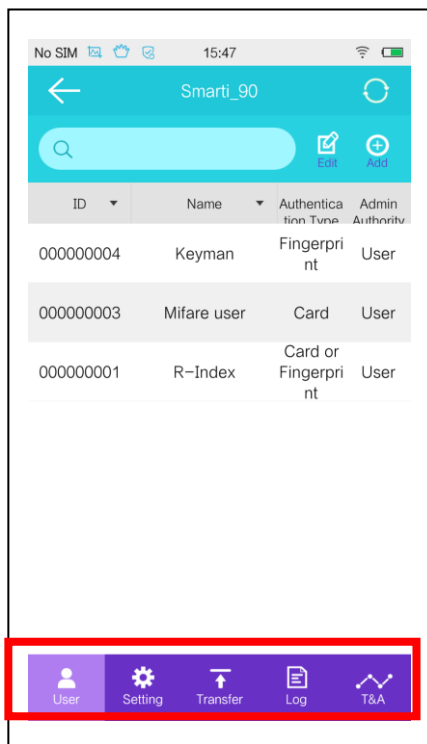 No SIM 15:47
Smarti_90
Edit Add
ID Name Authentica Admin
tion Type Authority
000000004 Keyman Fingerpri User
nt
000000003 Mifare user Card User
Card or
000000001 R-Index Fingerpri User
nt
User Setting Transfer Log T&A